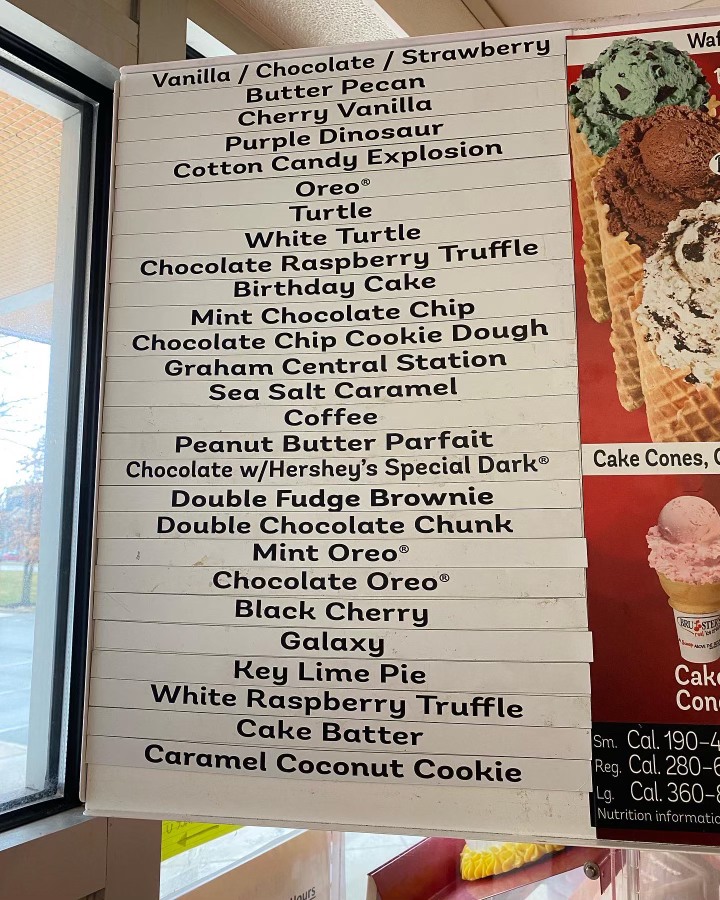 Vanilla / Chocolate / Strawberry
Butter Pecan
Cherry Vanilla
Purple Dinosaur
Cotton Candy Explosion
Oreo®
Turtle
White Turtle
Chocolate Raspberry Truffle
Birthday Cake
Mint Chocolate Chip
Chocolate Chip Cookie Dough
Graham Central Station
Sea Salt Caramel
Coffee
Peanut Butter Parfait
Chocolate w/Hershey's Special Dark®
Double Fudge Brownie
Double Chocolate Chunk
Mint Oreo®
Chocolate Oreo®
Black Cherry
Galaxy
Key Lime Pie
White Raspberry Truffle
Cake Batter
Caramel Coconut Cookie
Cake Cones,
Sm. Cal. 190-4
Reg. Cal. 280-6
Lg. Cal. 360-8
Nutrition